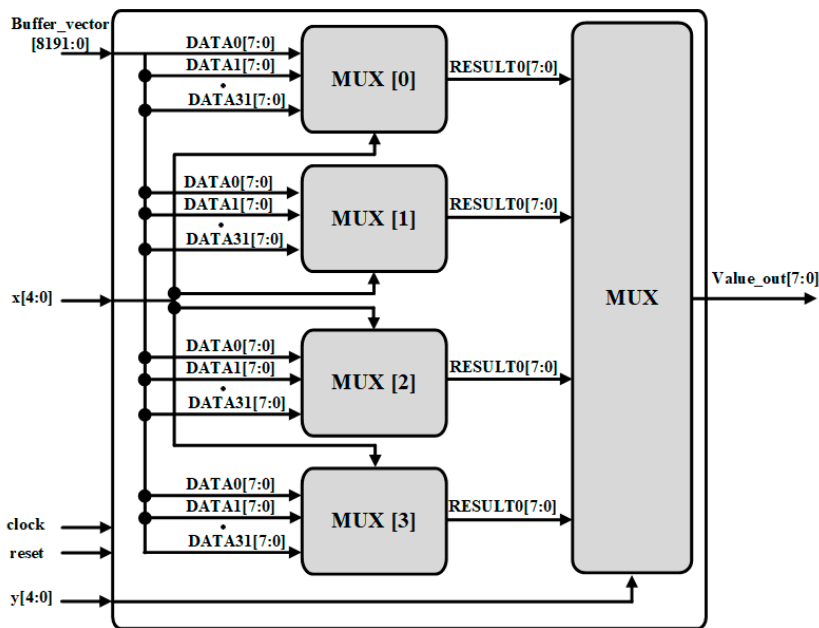 Buffer_vector
[8191:0]
DATA0[7:0]
DATA1[7:0]
.
DATA31[7:0]
MUX [0]
RESULT0[7:0]
DATA0[7:0]
DATA1[7:0]
.
DATA31[7:0]
MUX [1]
RESULT0[7:0]
x[4:0]
MUX
Value_out[7:0]
DATA0[7:0]
DATA1[7:0]
.
DATA31[7:0]
MUX [2]
RESULT0[7:0]
DATA0[7:0]
DATA1[7:0]
.
DATA31[7:0]
MUX [3]
RESULT0[7:0]
clock
reset
y[4:0]